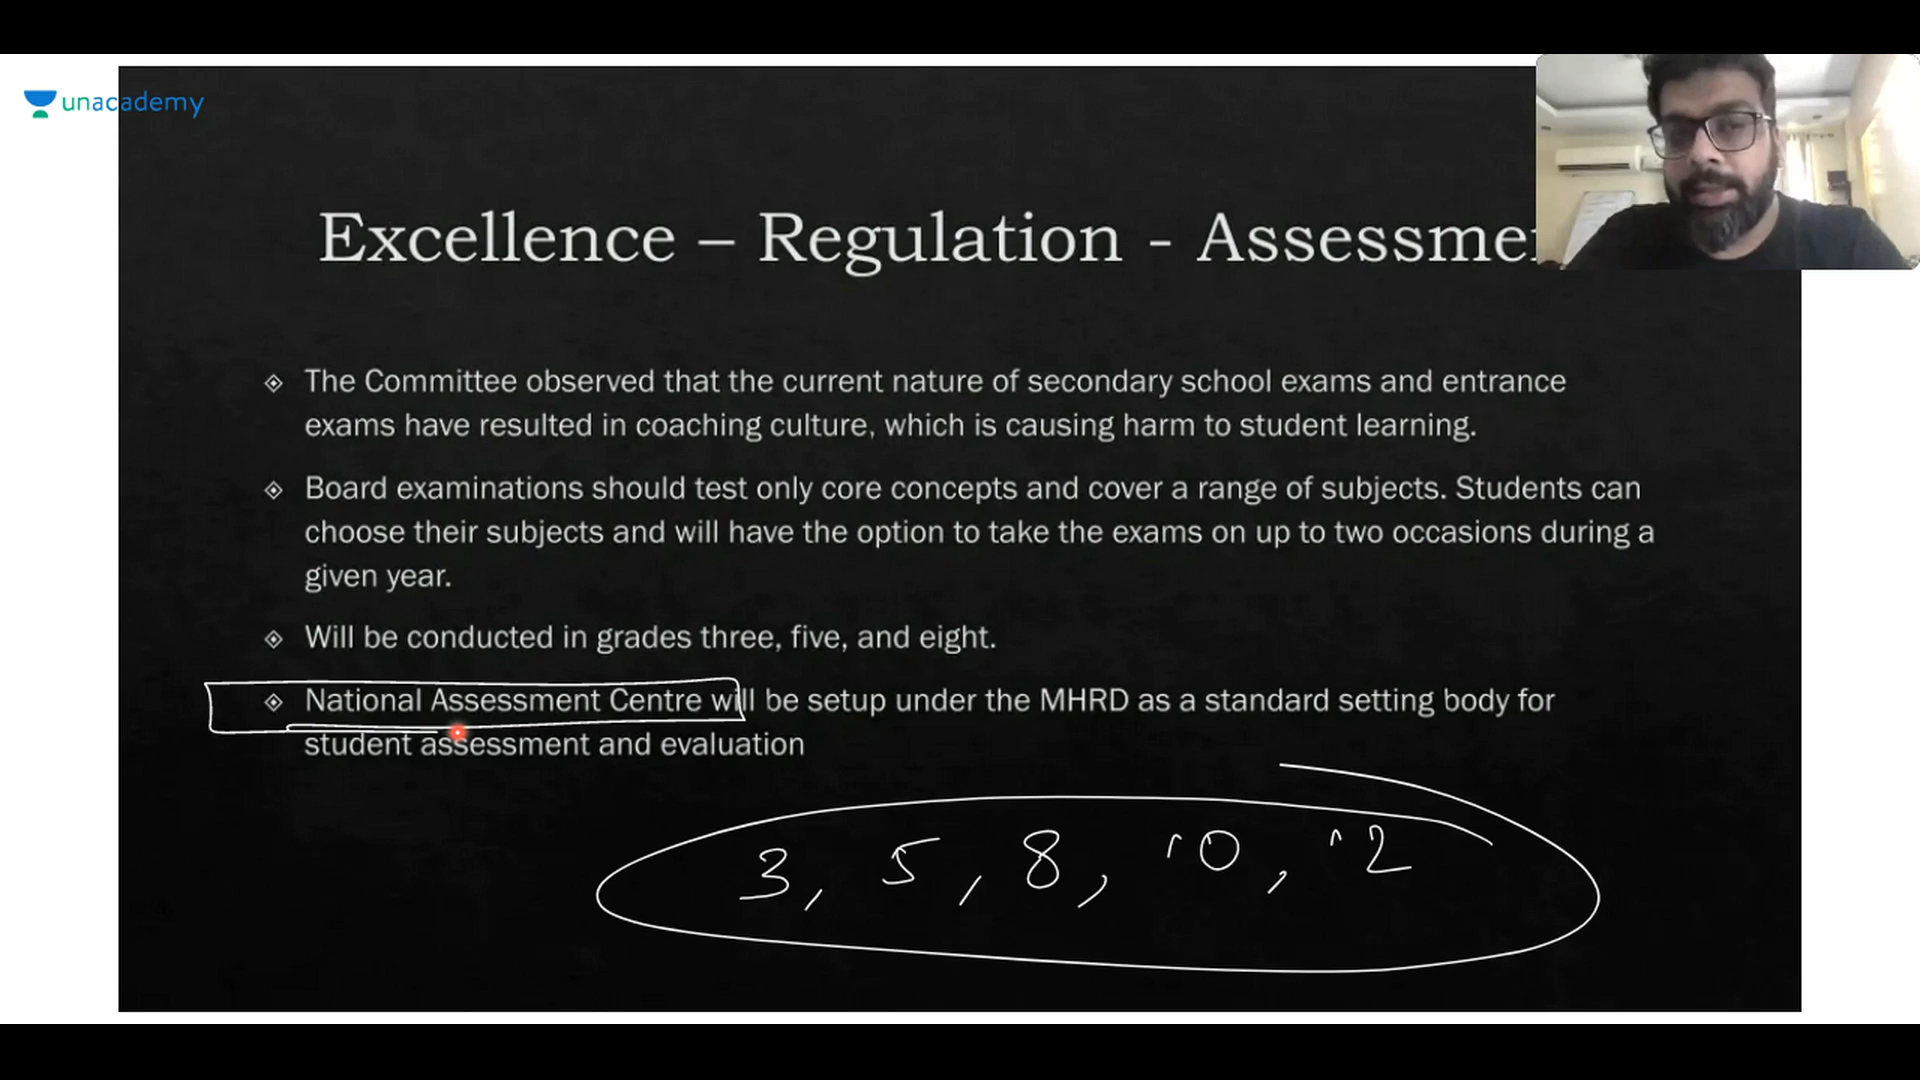 unacademy
Excellence – Regulation - Assessme
The Committee observed that the current nature of secondary school exams and entrance
exams have resulted in coaching culture, which is causing harm to student learning.
Board examinations should test only core concepts and cover a range of subjects. Students can
choose their subjects and will have the option to take the exams on up to two occasions during a
given year.
Will be conducted in grades three, five, and eight.
National Assessment Centre will be setup under the MHRD as a standard setting body for
student assessment and evaluation
3, 5, 8, 10, 12